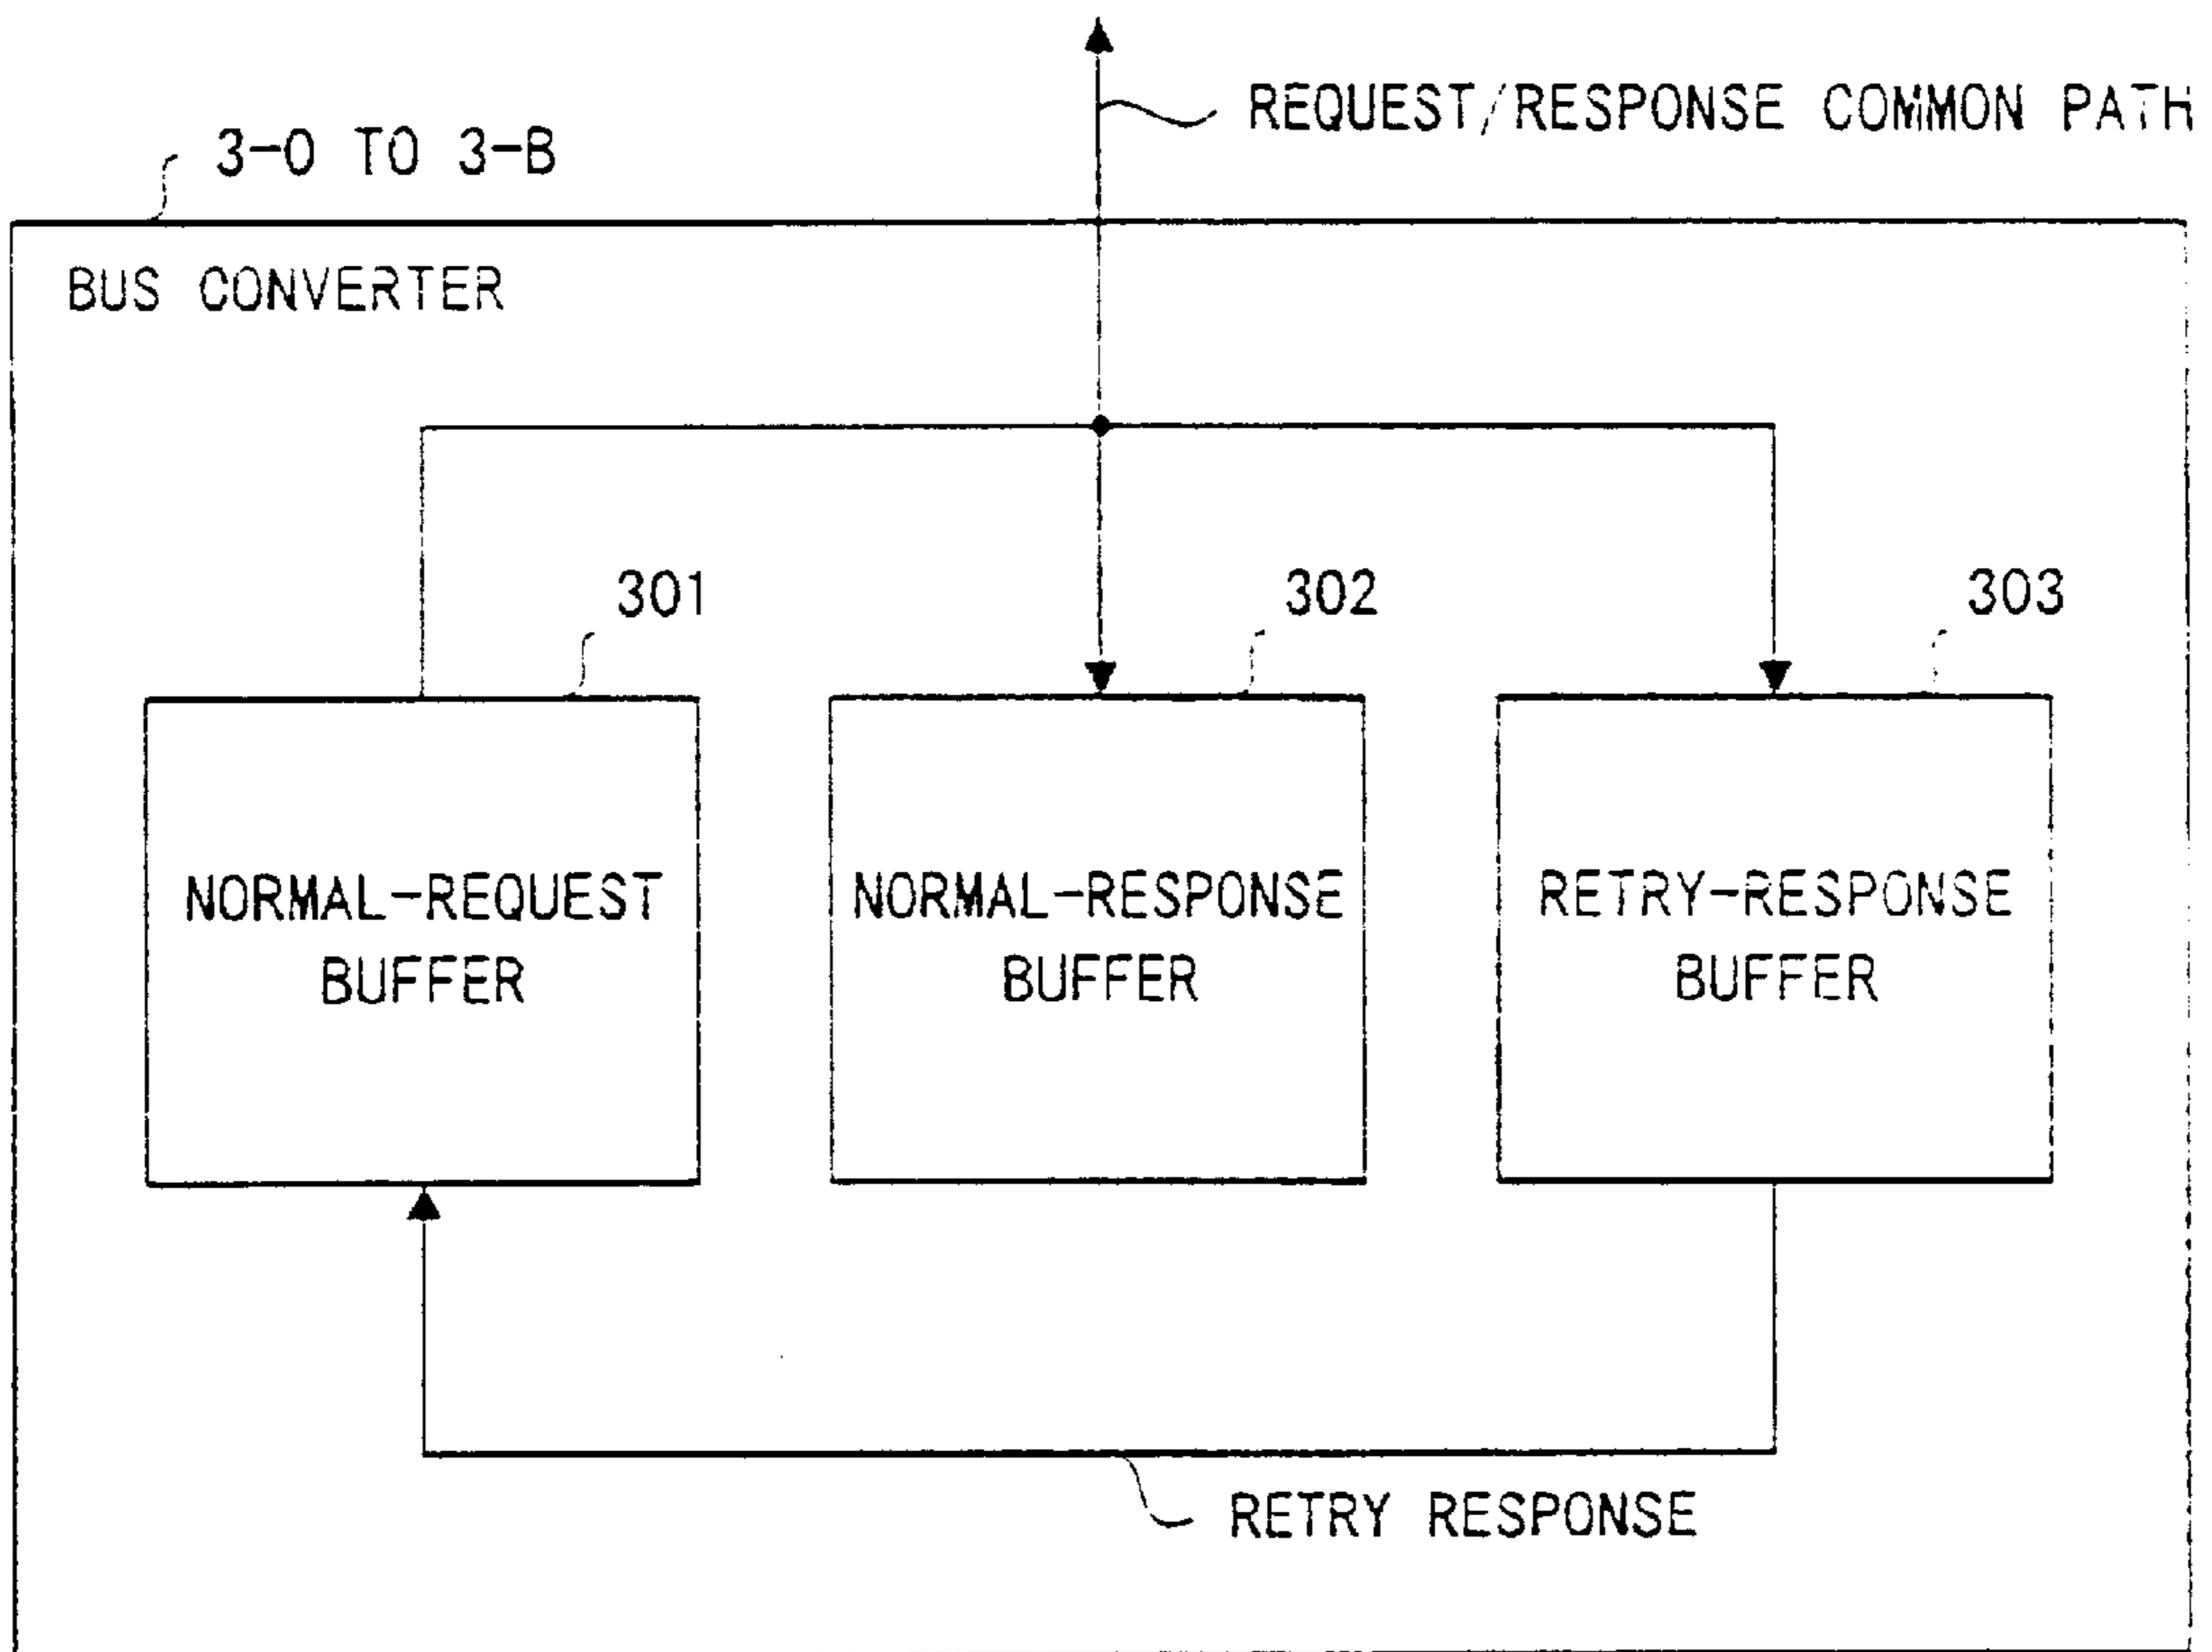 REQUEST/RESPONSE COMMON PATH
3-0 TO 3-B
BUS CONVERTER
301
302
303
NORMAL-REQUEST
BUFFER
NORMAL-RESPONSE
BUFFER
RETRY-RESPONSE
BUFFER
RETRY RESPONSE